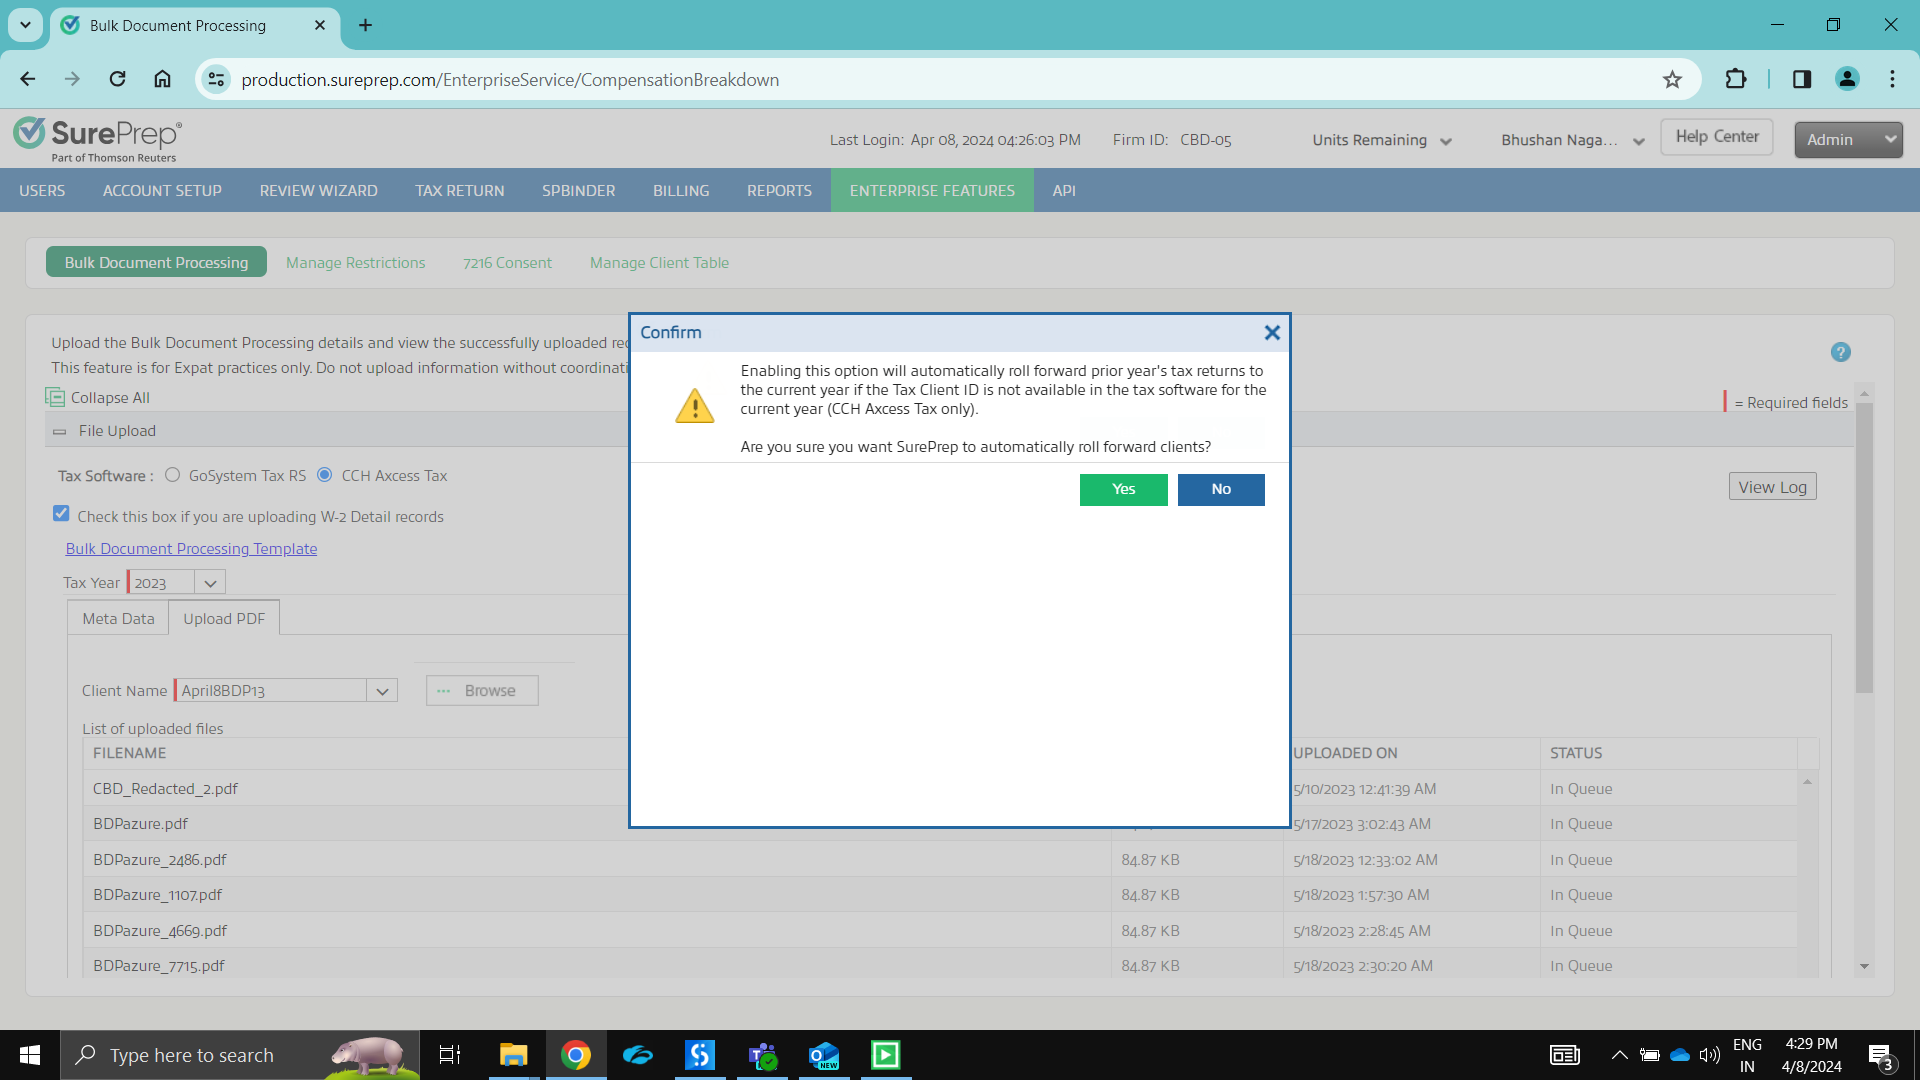 Bulk Document Processing
production.sureprep.com/EnterpriseService/CompensationBreakdown
SurePrep®
Part of Thomson Reuters
Last Login: Apr 08, 2024 04:26:03 PM
Firm ID: CBD-05
Units Remaining
Bhushan Naga...
Help Center
Admin
USERS
ACCOUNT SETUP
REVIEW WIZARD
TAX RETURN
SPBINDER
BILLING
REPORTS
ENTERPRISE FEATURES
API
Bulk Document Processing
Manage Restrictions
7216 Consent
Manage Client Table
Upload the Bulk Document Processing details and view the successfully uploaded
This feature is for Expat practices only. Do not upload information without
Collapse All
= Required fields
File Upload
Tax Software :
GoSystem Tax RS
CCH Axcess Tax
View Log
Check this box if you are uploading W-2 Detail records
Bulk Document Processing Template
Tax Year 2023
Meta Data
Upload PDF
Client Name April8BDP13
Browse
List of uploaded files
FILENAME
UPLOADED ON
STATUS
CBD_Redacted_2.pdf
5/10/2023 12:41:39 AM
In Queue
BDPazure.pdf
5/17/2023 3:02:43 AM
In Queue
BDPazure_2486.pdf
84.87 KB
5/18/2023 12:33:02 AM
In Queue
BDPazure_1107.pdf
84.87 KB
5/18/2023 1:57:30 AM
In Queue
BDPazure_4669.pdf
84.87 KB
5/18/2023 2:28:45 AM
In Queue
BDPazure_7715.pdf
84.87 KB
5/18/2023 2:30:20 AM
In Queue
Confirm
Enabling this option will automatically roll forward prior year's tax returns to
the current year if the Tax Client ID is not available in the tax software for the
current year (CCH Axcess Tax only).
Are you sure you want SurePrep to automatically roll forward clients?
Yes
No
Type here to search
NEW
ENG
IN
4:29 PM
4/8/2024
3